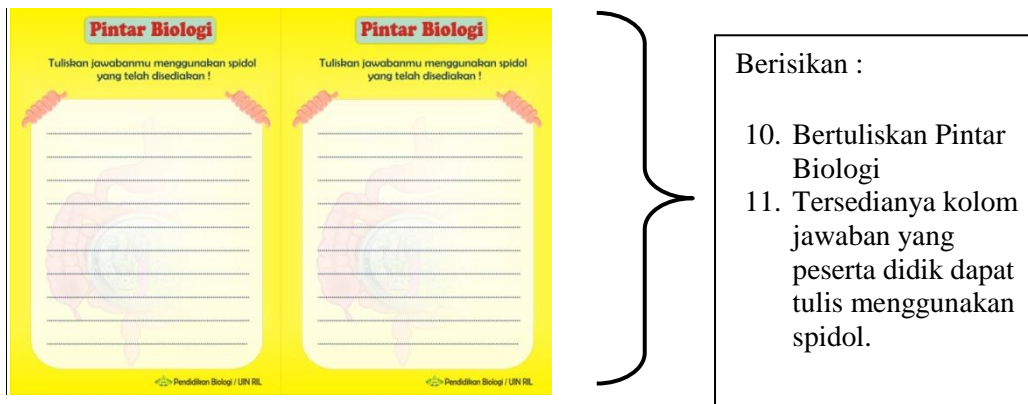 Pintar Biologi
Tuliskan jawabanmu menggunakan spidol
yang telah disediakan !
Pendidikan Biologi / UIN RIL
Pintar Biologi
Tuliskan jawabanmu menggunakan spidol
yang telah disediakan !
Pendidikan Biologi / UIN RIL
Berisikan :
10. Bertuliskan Pintar
Biologi
11. Tersedianya kolom
jawaban yang
peserta didik dapat
tulis menggunakan
spidol.